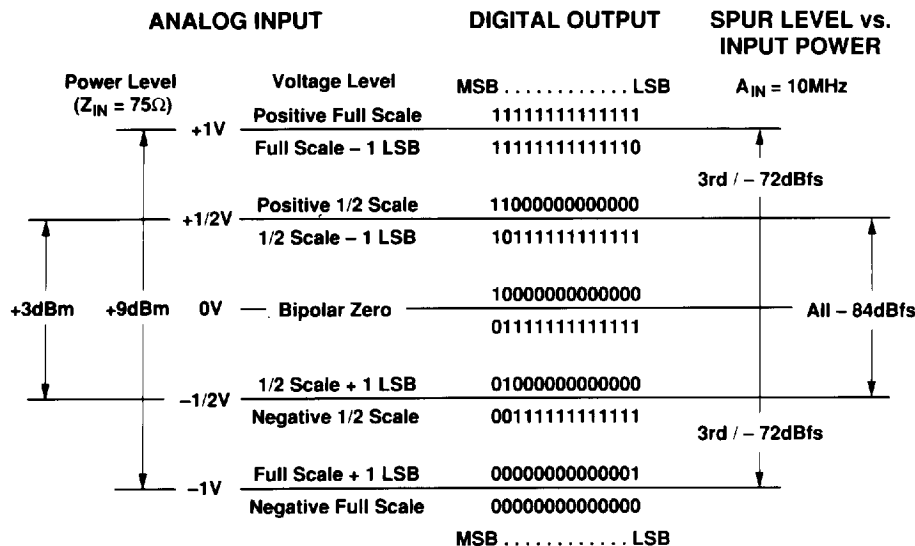 ANALOG INPUT DIGITAL OUTPUT SPUR LEVEL vs.
INPUT POWER
Power Level Voltage Level MSB . . . . . . . . . . . . LSB A_IN = 10MHz
(Z_IN = 75Ω)
Positive Full Scale 11111111111111
+1V
Full Scale – 1 LSB 11111111111110
3rd / – 72dBfs
Positive 1/2 Scale 11000000000000
+1/2V
1/2 Scale – 1 LSB 10111111111111
10000000000000
+3dBm +9dBm 0V Bipolar Zero All – 84dBfs
01111111111111
1/2 Scale + 1 LSB 01000000000000
–1/2V
Negative 1/2 Scale 00111111111111
3rd / – 72dBfs
Full Scale + 1 LSB 00000000000001
–1V
Negative Full Scale 00000000000000
MSB . . . . . . . . . . . . LSB